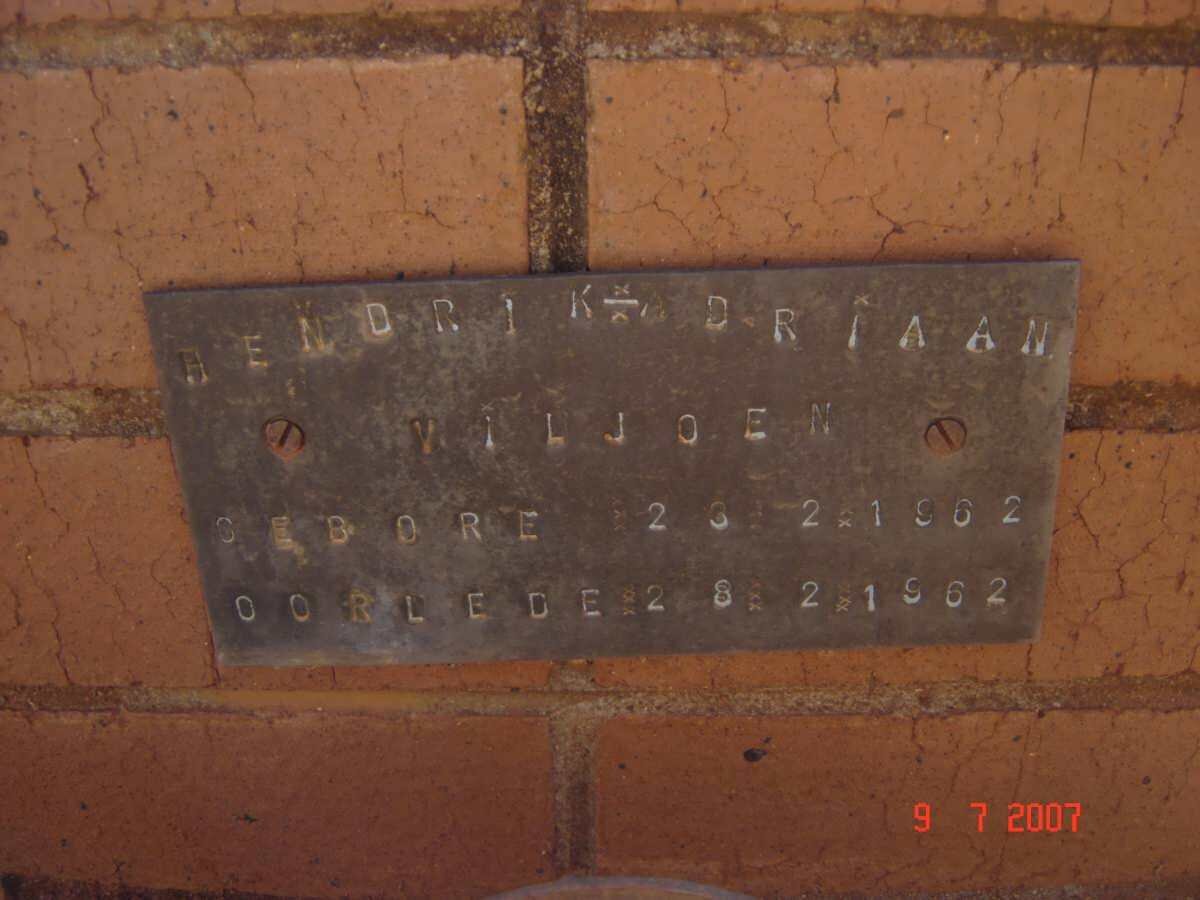 HENDRIK ÷ ADRIAAN
VILJOEN
GEBORE 23 2 1962
OORLEDE 28 2 1962
9 7 2007